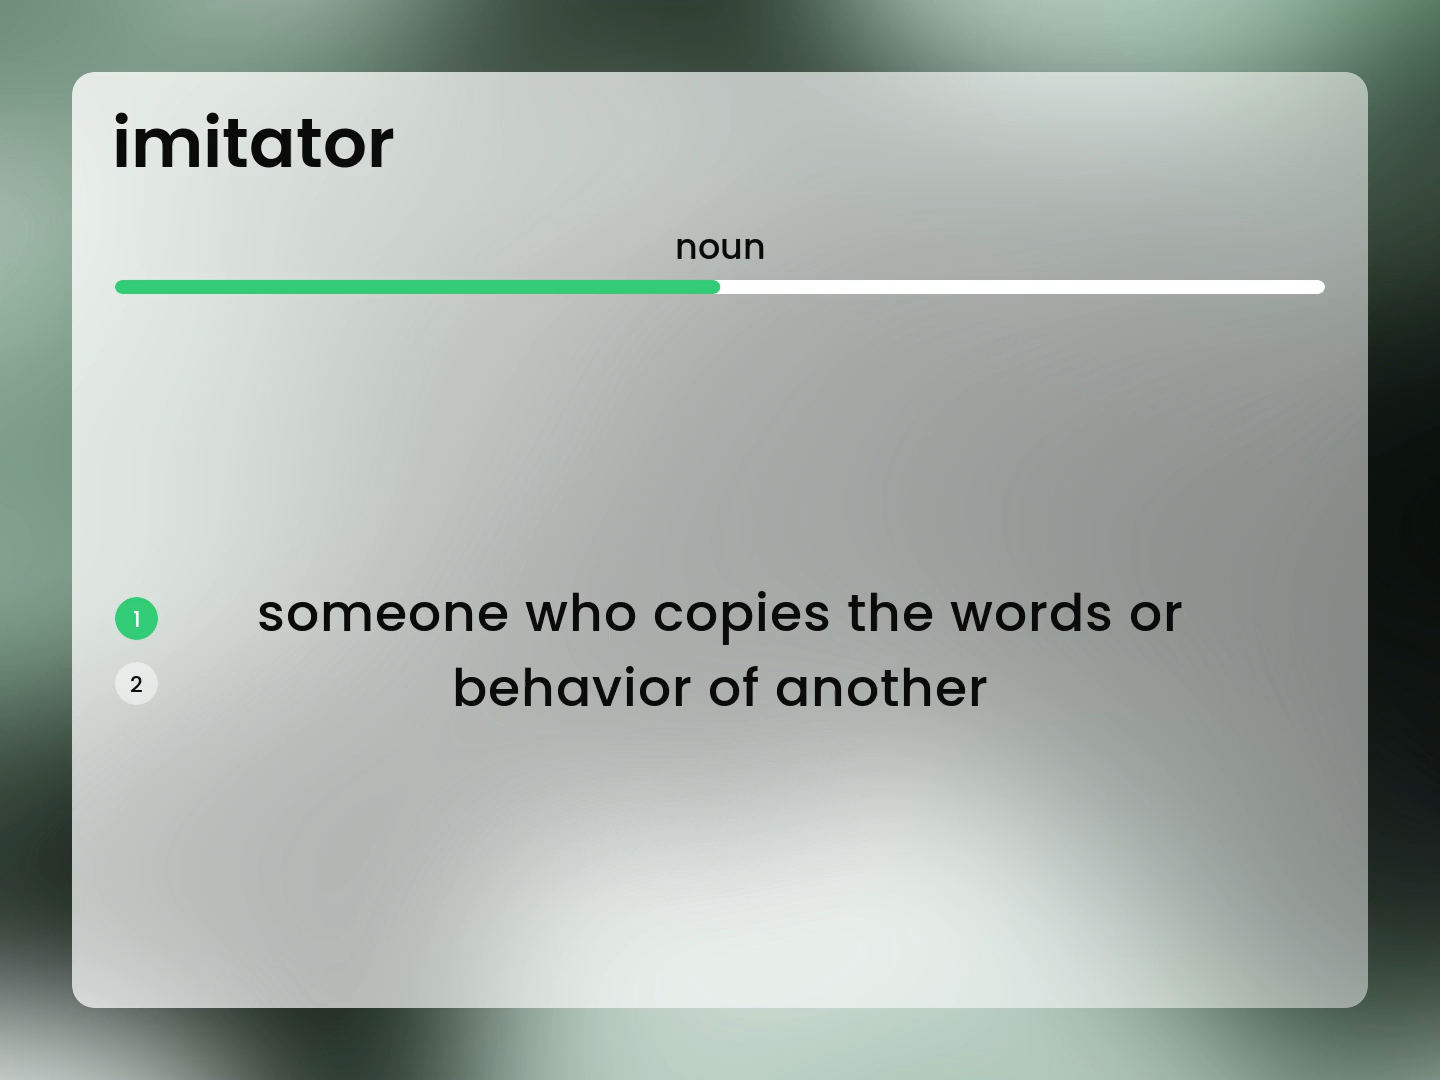 imitator
noun
1
someone who copies the words or
2
behavior of another